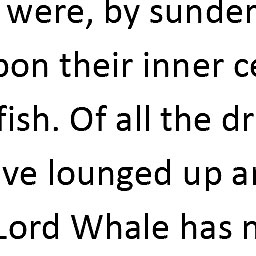 were, by sunder
pon their inner ce
fish. Of all the dr
ve lounged up ar
Lord Whale has n